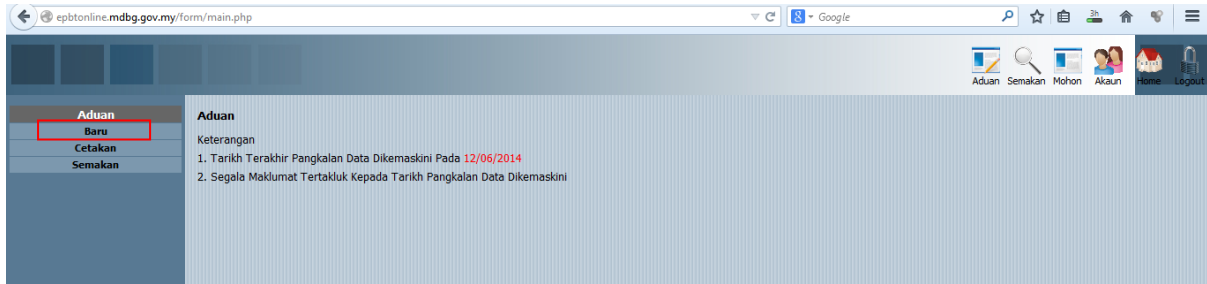 epbtonline.mdbg.gov.my/form/main.php
8 Google
3h
Aduan Semakan Mohon Akaun Home Logout
Aduan
Baru
Cetakan
Semakan
Aduan
Keterangan
1. Tarikh Terakhir Pangkalan Data Dikemaskini Pada 12/06/2014
2. Segala Maklumat Tertakluk Kepada Tarikh Pangkalan Data Dikemaskini